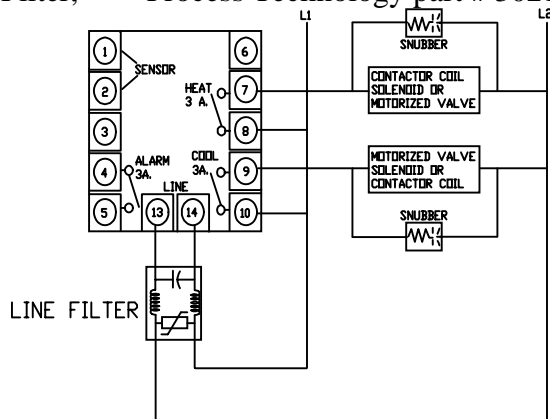 Filter, Process Technology part #
L1
L2
SNUBBER
1
6
SENSOR
2
HEAT
3 A.
7
CONTACTOR COIL
SOLENOID OR
MOTORIZED VALVE
3
8
4
ALARM
3A.
COOL
3A.
9
MOTORIZED VALVE
SOLENOID OR
CONTACTOR COIL
LINE
5
13
14
10
SNUBBER
LINE FILTER